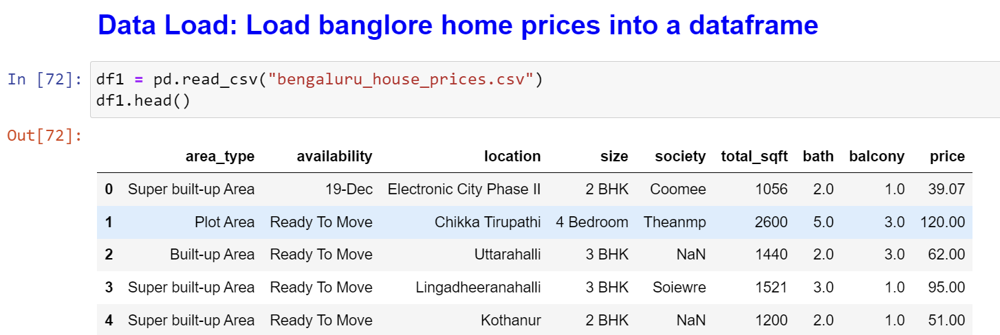 Data Load: Load banglore home prices into a dataframe
In [72]: df1 = pd.read_csv("bengaluru_house_prices.csv")
df1.head()
Out[72]:
area_type availability location size society total_sqft bath balcony price
0 Super built-up Area 19-Dec Electronic City Phase II 2 BHK Coomee 1056 2.0 1.0 39.07
1 Plot Area Ready To Move Chikka Tirupathi 4 Bedroom Theanmp 2600 5.0 3.0 120.00
2 Built-up Area Ready To Move Uttarahalli 3 BHK NaN 1440 2.0 3.0 62.00
3 Super built-up Area Ready To Move Lingadheeranahalli 3 BHK Soiewre 1521 3.0 1.0 95.00
4 Super built-up Area Ready To Move Kothanur 2 BHK NaN 1200 2.0 1.0 51.00